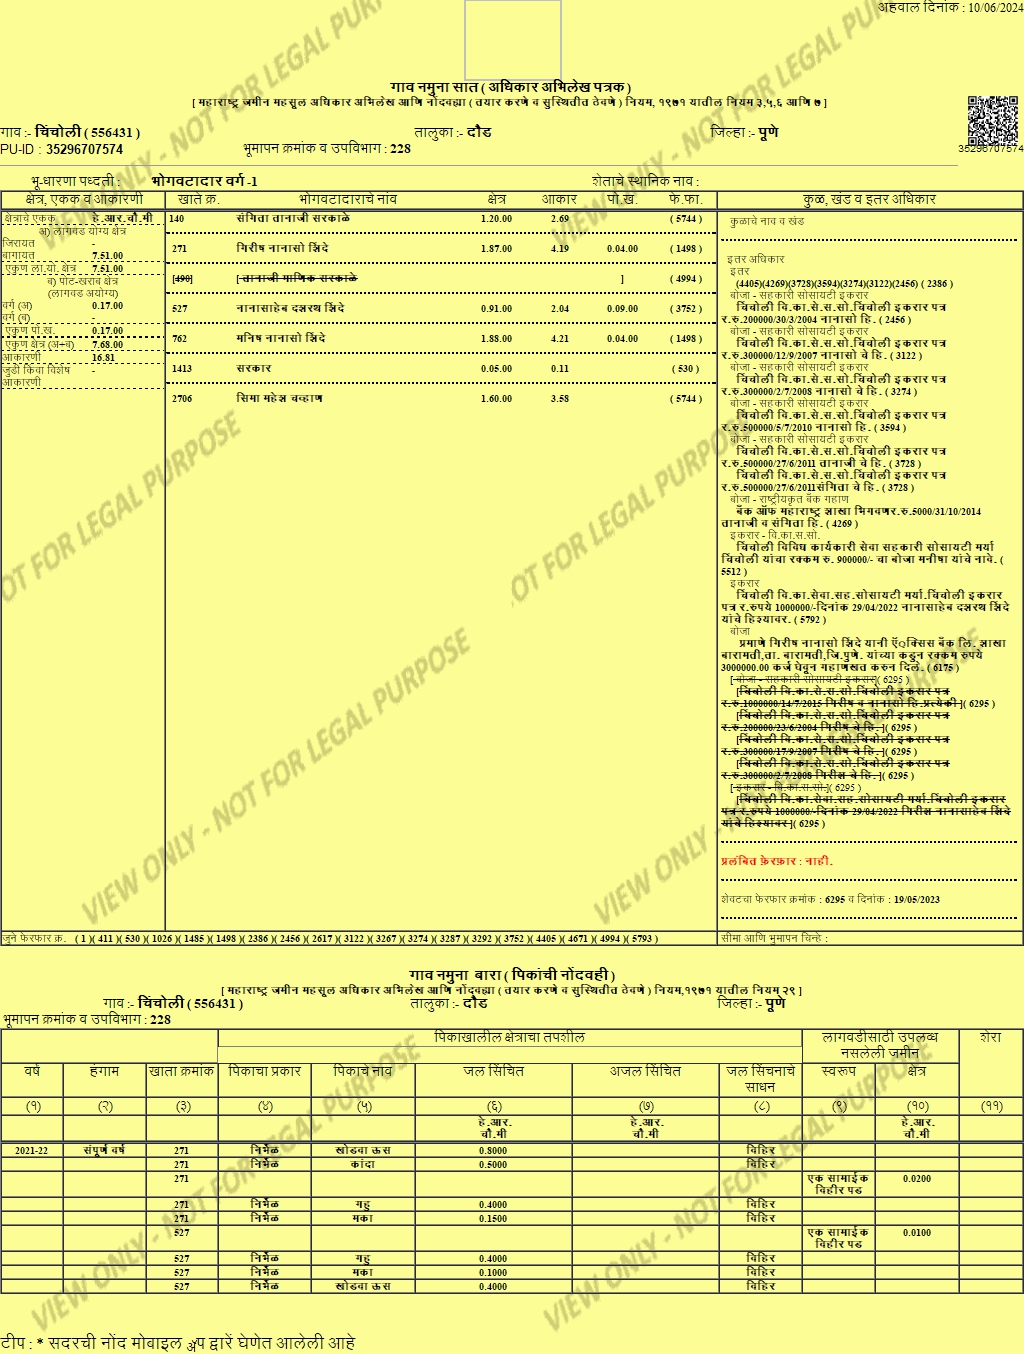 अहवाल दिनांक : 10/06/2024
गाव नमुना सात ( अधिकार अभिलेख पत्रक )
[ महाराष्ट्र जमीन महसूल अधिकार अभिलेख आणि नोंदवह्या ( तयार करणे व सुस्थितीत ठेवणे ) नियम, १९७१ यातील नियम ३,५,६ आणि ७ ]
गाव :- चिंचोली ( 556431 ) तालुका :- दौंड जिल्हा :- पूणे
PU-ID : 35296707574 भूमापन क्रमांक व उपविभाग : 228
35296707574
भू-धारणा पध्दती : भोगवटादार वर्ग -1 शेताचे स्थानिक नाव :
क्षेत्र, एकक व आकारणी खाते क्र. भोगवटादाराचे नांव क्षेत्र आकार पो.ख. फे.फा. कुळ, खंड व इतर अधिकार
क्षेत्राचे एकक हे.आर.चौ.मी
अ) लागवड योग्य क्षेत्र
जिरायत -
बागायत 7.51.00
एकुण ला.यो. क्षेत्र 7.51.00
ब) पोट-खराब क्षेत्र
(लागवड अयोग्य)
वर्ग (अ) 0.17.00
वर्ग (ब) -
एकुण पो.ख. 0.17.00
एकुण क्षेत्र (अ+ब) 7.68.00
आकारणी 16.81
जुडी किंवा विशेष -
आकारणी
140 संगिता तानाजी सरकाळे 1.20.00 2.69 ( 5744 )
271 गिरीष नानासो शिंदे 1.87.00 4.19 0.04.00 ( 1498 )
[490] [ तानाजी माणिक सरकाळे ] ( 4994 )
527 नानासाहेब दशरथ शिंदे 0.91.00 2.04 0.09.00 ( 3752 )
762 मनिष नानासो शिंदे 1.88.00 4.21 0.04.00 ( 1498 )
1413 सरकार 0.05.00 0.11 ( 530 )
2706 सिमा महेश चव्हाण 1.60.00 3.58 ( 5744 )
कुळाचे नाव व खंड
इतर अधिकार
इतर
(4405)(4269)(3728)(3594)(3274)(3122)(2456) ( 2386 )
बोजा - सहकारी सोसायटी इकरार
चिंचोली वि.का.से.स.सो.चिंचोली इकरार पत्र
र.रु.200000/30/3/2004 नानासो हि. ( 2456 )
बोजा - सहकारी सोसायटी इकरार
चिंचोली वि.का.से.स.सो.चिंचोली इकरार पत्र
र.रु.300000/12/9/2007 नानासो चे हि. ( 3122 )
बोजा - सहकारी सोसायटी इकरार
चिंचोली वि.का.से.स.सो.चिंचोली इकरार पत्र
र.रु.300000/2/7/2008 नानासो चे हि. ( 3274 )
बोजा - सहकारी सोसायटी इकरार
चिंचोली वि.का.से.स.सो.चिंचोली इकरार पत्र
र.रु.500000/5/7/2010 नानासो हि. ( 3594 )
बोजा - सहकारी सोसायटी इकरार
चिंचोली वि.का.से.स.सो.चिंचोली इकरार पत्र
र.रु.500000/27/6/2011 तानाजी चे हि. ( 3728 )
चिंचोली वि.का.से.स.सो.चिंचोली इकरार पत्र
र.रु.500000/27/6/2011संगिता चे हि. ( 3728 )
बोजा - राष्ट्रीयकृत बॅंक गहाण
बॅंक ऑफ महाराष्ट्र शाखा भिगवणर.रु.5000/31/10/2014
तानाजी व संगिता हि. ( 4269 )
इकरार - वि.का.स.सो.
चिंचोली विविध कार्यकारी सेवा सहकारी सोसायटी मर्या
चिंचोली यांचा रक्कम रु. 900000/- चा बोजा मनीषा यांचे नावे. (
5512 )
इकरार
चिंचोली वि.का.सेवा.सह.सोसायटी मर्या.चिंचोली इकरार
पत्र र.रुपये 1000000/-दिनांक 29/04/2022 नानासाहेब दशरथ शिंदे
यांचे हिश्यावर. ( 5792 )
बोजा
प्रमाणे गिरीष नानासो शिंदे यानी ऍ्क्सिस बॅंक लि. शाखा
बारामती,ता. बारामती,जि.पुणे. यांच्या कडुन रक्कम रुपये
3000000.00 कर्ज घेवून गहाणखत करुन दिले. ( 6175 )
[ बोजा - सहकारी सोसायटी इकरार]( 6295 )
[चिंचोली वि.का.से.स.सो.चिंचोली इकरार पत्र
र.रु.1000000/14/7/2015 गिरीष व नानासो हि.प्रत्येकी ]( 6295 )
[चिंचोली वि.का.से.स.सो.चिंचोली इकरार पत्र
र.रु.200000/23/6/2004 गिरीष चे हि. ]( 6295 )
[चिंचोली वि.का.से.स.सो.चिंचोली इकरार पत्र
र.रु.300000/17/9/2007 गिरीष चे हि. ]( 6295 )
[चिंचोली वि.का.से.स.सो.चिंचोली इकरार पत्र
र.रु.300000/2/7/2008 गिरीश चे हि. ]( 6295 )
[ इकरार - वि.का.स.सो.]( 6295 )
[चिंचोली वि.का.सेवा.सह.सोसायटी मर्या.चिंचोली इकरार
पत्र र.रुपये 1000000/-दिनांक 29/04/2022 गिरीश नानासाहेब शिंदे
यांचे हिश्यावर ]( 6295 )
प्रलंबित फ़ेरफ़ार : नाही.
शेवटचा फेरफार क्रमांक : 6295 व दिनांक : 19/05/2023
जुने फेरफार क्र. ( 1 )( 411 )( 530 )( 1026 )( 1485 )( 1498 )( 2386 )( 2456 )( 2617 )( 3122 )( 3267 )( 3274 )( 3287 )( 3292 )( 3752 )( 4405 )( 4671 )( 4994 )( 5793 ) सीमा आणि भुमापन चिन्हे :
गाव नमुना बारा ( पिकांची नोंदवही )
[ महाराष्ट्र जमीन महसूल अधिकार अभिलेख आणि नोंदवह्या ( तयार करणे व सुस्थितीत ठेवणे ) नियम,१९७१ यातील नियम २९ ]
गाव :- चिंचोली ( 556431 ) तालुका :- दौंड जिल्हा :- पूणे
भूमापन क्रमांक व उपविभाग : 228
पिकाखालील क्षेत्राचा तपशील लागवडीसाठी उपलब्ध नसलेली जमीन शेरा
वर्ष हंगाम खाता क्रमांक पिकाचा प्रकार पिकाचे नाव जल सिंचित अजल सिंचित जल सिंचनाचे साधन स्वरूप क्षेत्र
(१) (२) (३) (४) (५) (६) (७) (८) (९) (१०) (११)
हे.आर. हे.आर. हे.आर.
चौ.मी चौ.मी चौ.मी
2021-22 संपूर्ण वर्ष 271 निर्भेळ खोडवा ऊस 0.8000 विहिर
271 निर्भेळ कांदा 0.5000 विहिर
271 एक सामाईक विहीर पड 0.0200
271 निर्भेळ गहु 0.4000 विहिर
271 निर्भेळ मका 0.1500 विहिर
527 एक सामाईक विहीर पड 0.0100
527 निर्भेळ गहु 0.4000 विहिर
527 निर्भेळ मका 0.1000 विहिर
527 निर्भेळ खोडवा ऊस 0.4000 विहिर
टीप : * सदरची नोंद मोबाइल ॲप द्वारें घेणेत आलेली आहे
VIEW ONLY - NOT FOR LEGAL PURPOSE